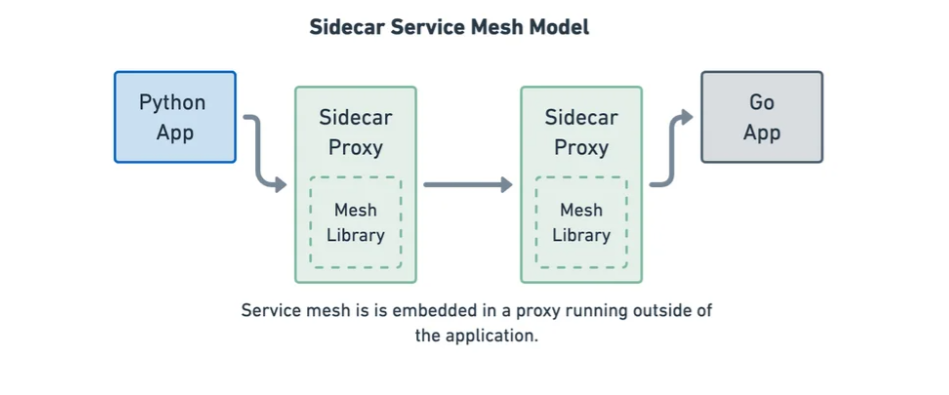 Sidecar Service Mesh Model
Python
App
Sidecar
Proxy
Mesh
Library
Sidecar
Proxy
Mesh
Library
Go
App
Service mesh is is embedded in a proxy running outside of
the application.